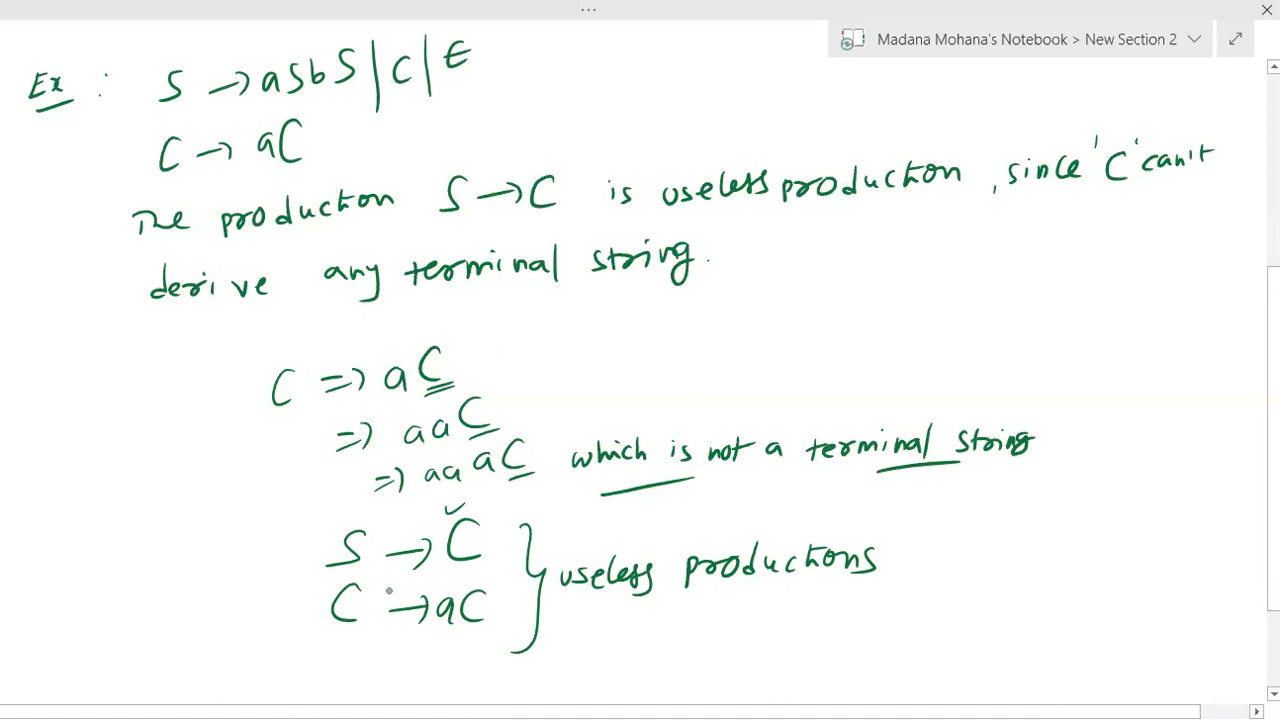 Madana Mohana's Notebook > New Section 2
Ex : S → aSbS | C | ε
C → aC
The production S → C is useless production, since 'C' can't
derive any terminal string.
C ⇒ aC
⇒ aaC
⇒ aaaC which is not a terminal string
S → C
C → aC } useless productions